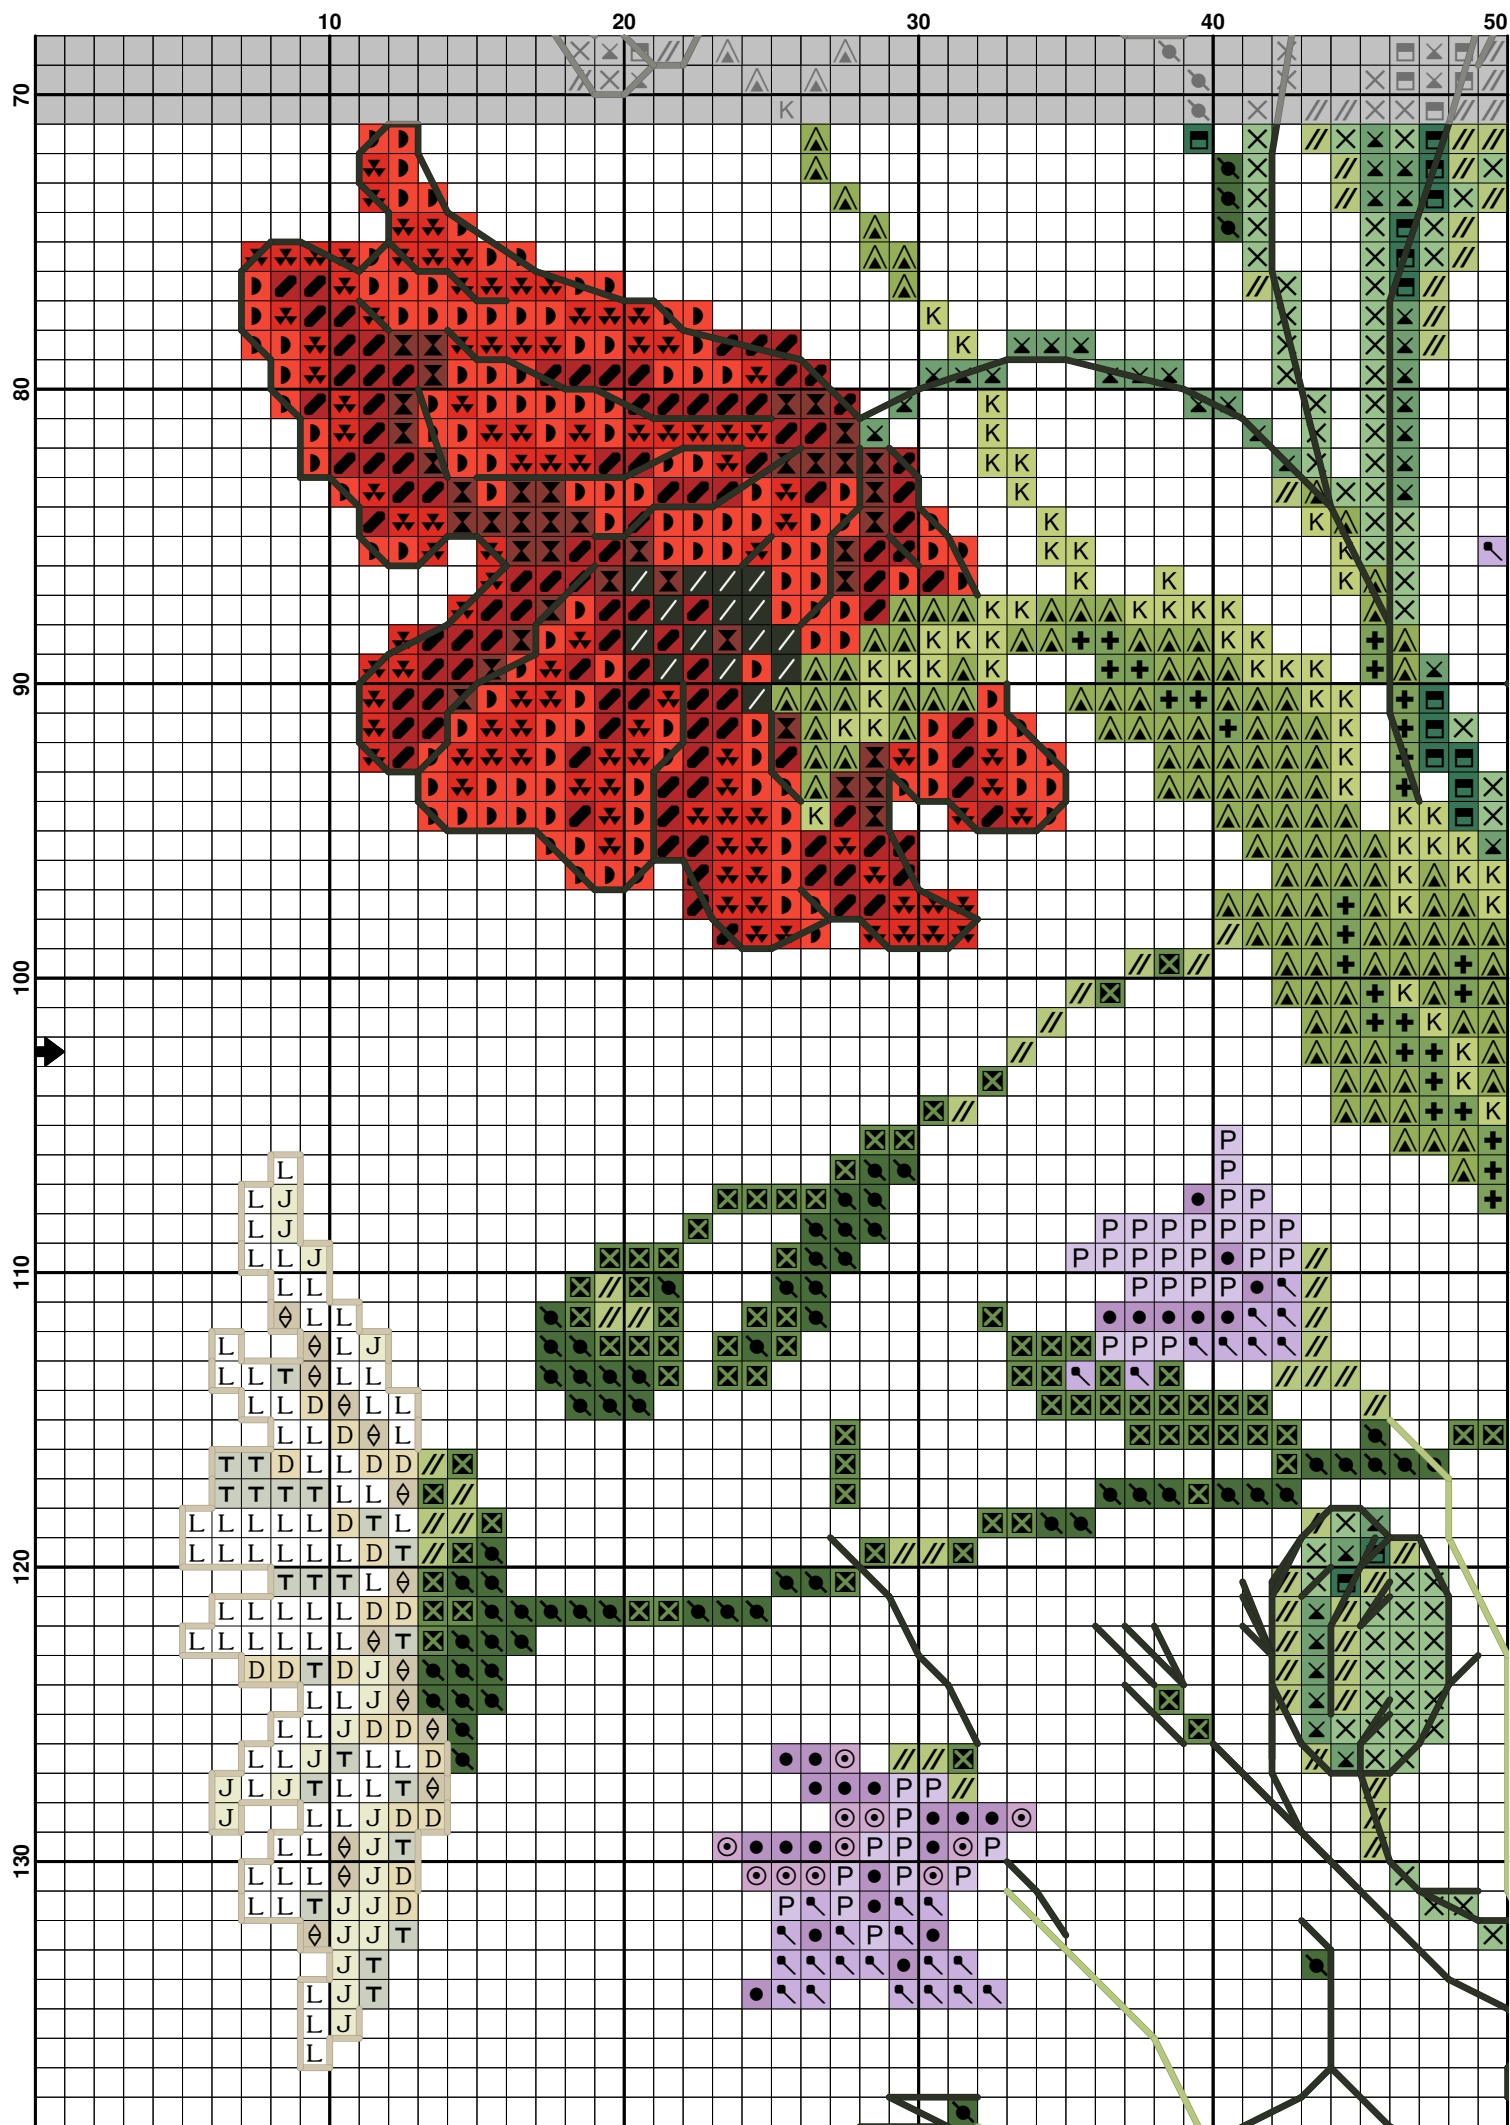 10 20 30 40 50
70
K
K
K
80
K
K
K K
K
K K
K K K
K K K
K K K K K K
K K K K K
K K K K K K K
90
K K K
K K K
K
K
K K K
K K K
K K K
K K
100
K
K
K
K
K
P
L P
L J P P
L J P P P P P P P
L L J P P P P P P P
110
L L P P P P
L L
L L J P P P
L L T L L
L L D L L
L L D L
T T D L L D D
T T T T L L
L L L L L D T L
L L L L L L D T
120
T T T L
L L L L L D D
L L L L L L T
D D T D J
L L J
L L J D D
L L J T L L D
J L J T L L T P P
J L L J D D P
L L J T P P P
130
L L L J D P P P
L L T J J D P P
J J T P
J T
L J T
L J
L